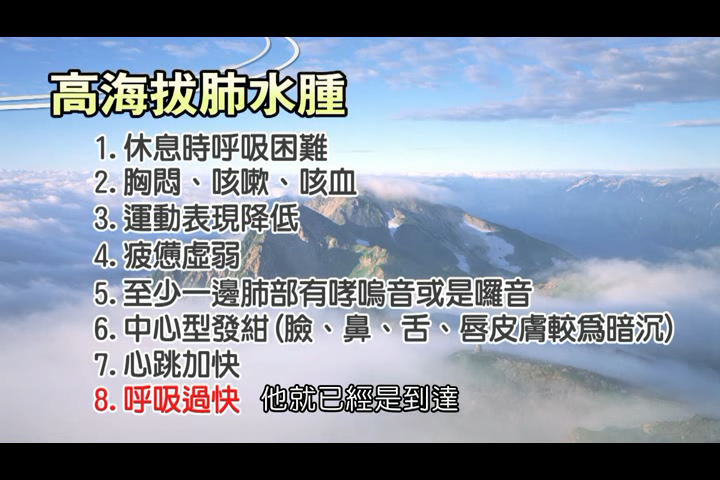 高海拔肺水腫
1.休息時呼吸困難
2.胸悶、咳嗽、咳血
3.運動表現降低
4.疲憊虛弱
5.至少一邊肺部有哮鳴音或是囉音
6.中心型發紺(臉、鼻、舌、唇皮膚較為暗沉)
7.心跳加快
8.呼吸過快 他就已經是到達